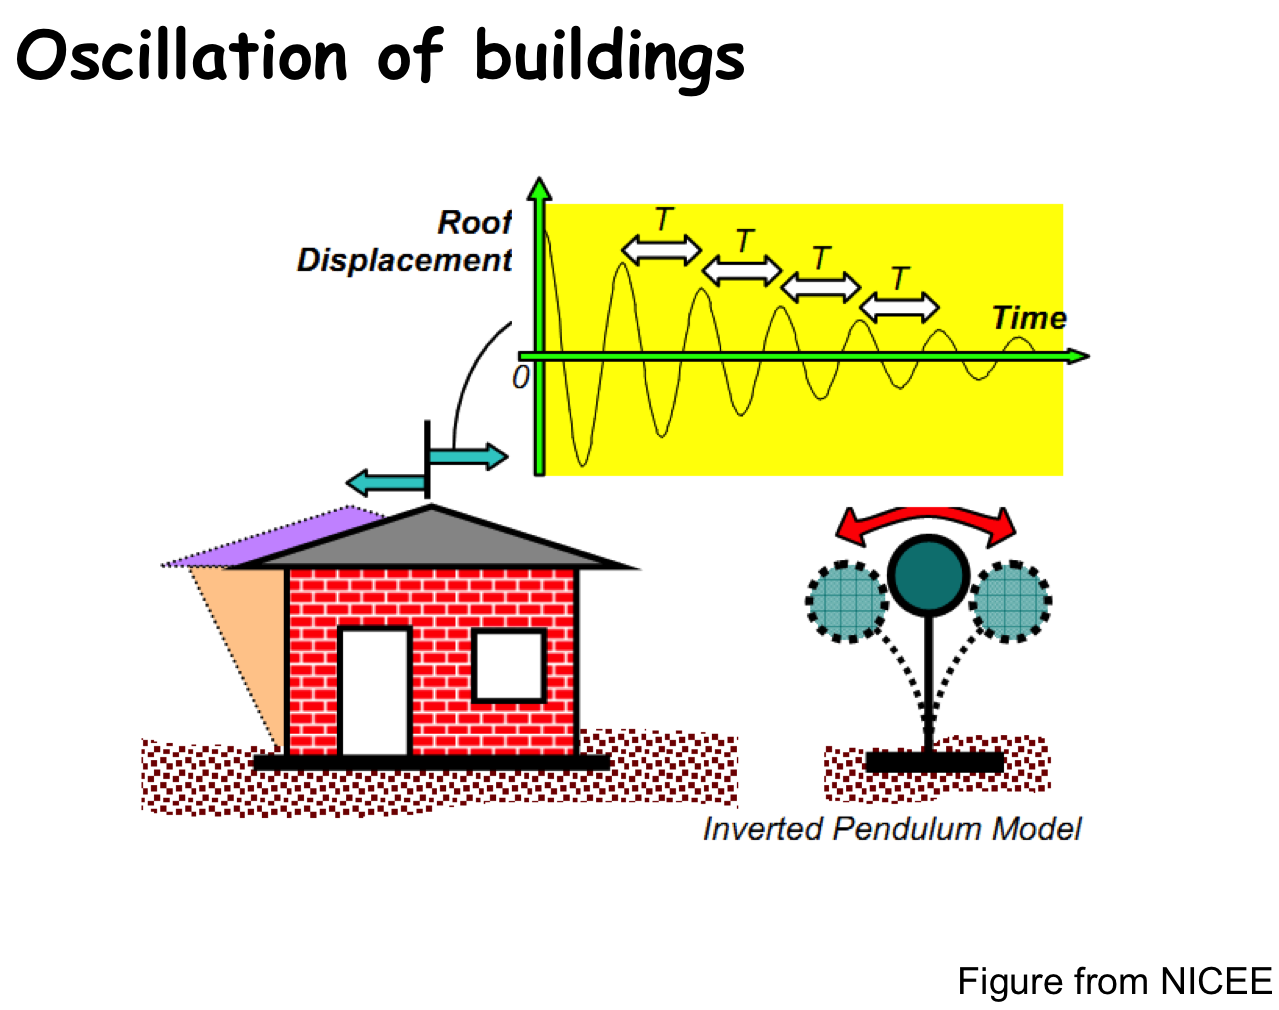 Oscillation of buildings
Roof
Displacement
T
T
T
T
Time
0
Inverted Pendulum Model
Figure from NICEE